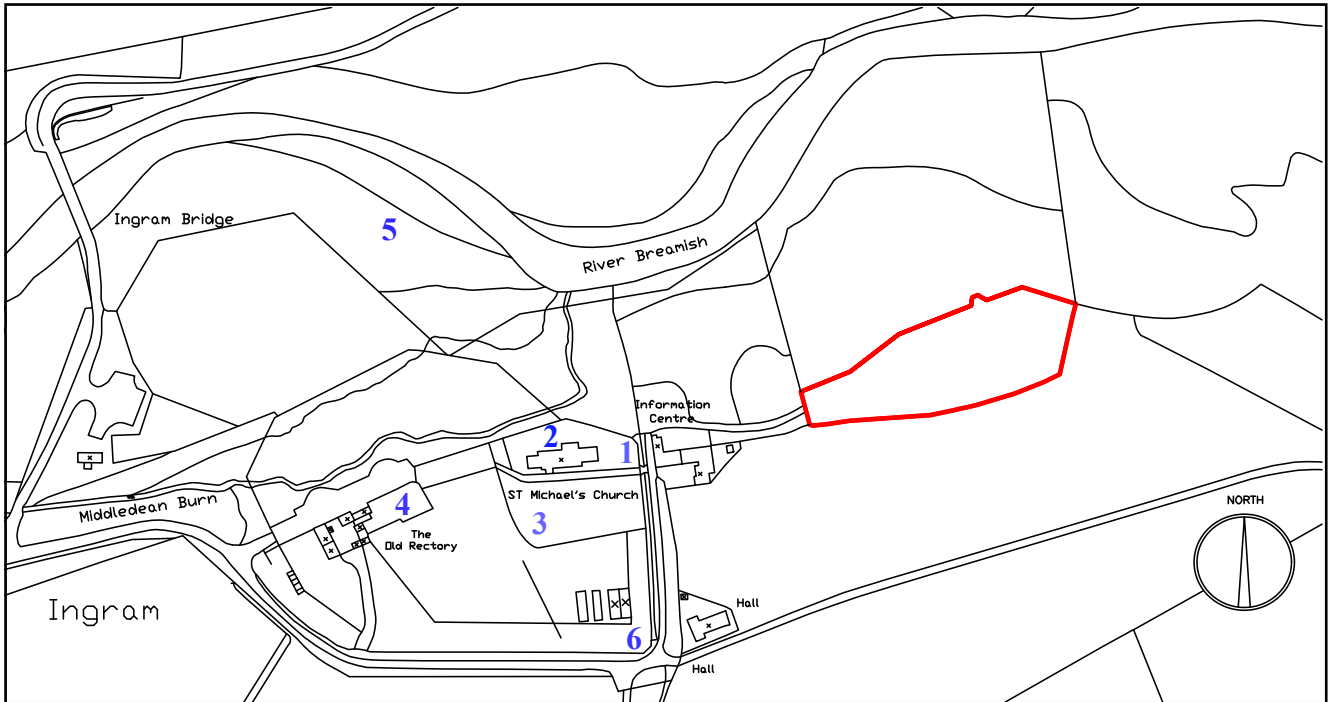 Ingram Bridge
5
River Breamish
Information
Centre
2
1
Middledean Burn
4
ST Michael's Church
3
The
Old Rectory
NORTH
Ingram
Hall
6
Hall